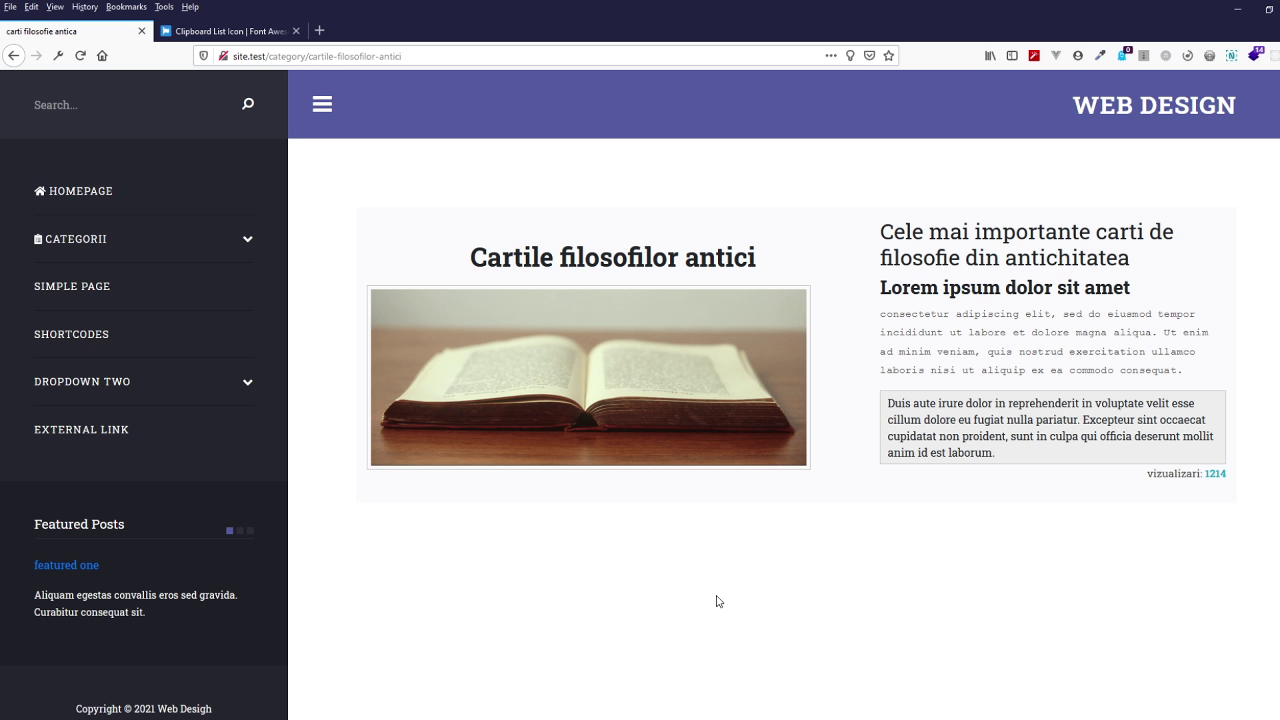 File Edit View History Bookmarks Tools Help
carti filosofie antica
Clipboard List Icon | Font Awes
site.test/category/cartile-filosofilor-antici
0
14
Search...
WEB DESIGN
HOMEPAGE
CATEGORII
SIMPLE PAGE
SHORTCODES
DROPDOWN TWO
EXTERNAL LINK
Featured Posts
featured one
Aliquam egestas convallis eros sed gravida.
Curabitur consequat sit.
Copyright © 2021 Web Desigh
Cartile filosofilor antici
Cele mai importante carti de
filosofie din antichitatea
Lorem ipsum dolor sit amet
consectetur adipiscing elit, sed do eiusmod tempor
incididunt ut labore et dolore magna aliqua. Ut enim
ad minim veniam, quis nostrud exercitation ullamco
laboris nisi ut aliquip ex ea commodo consequat.
Duis aute irure dolor in reprehenderit in voluptate velit esse
cillum dolore eu fugiat nulla pariatur. Excepteur sint occaecat
cupidatat non proident, sunt in culpa qui officia deserunt mollit
anim id est laborum.
vizualizari: 1214